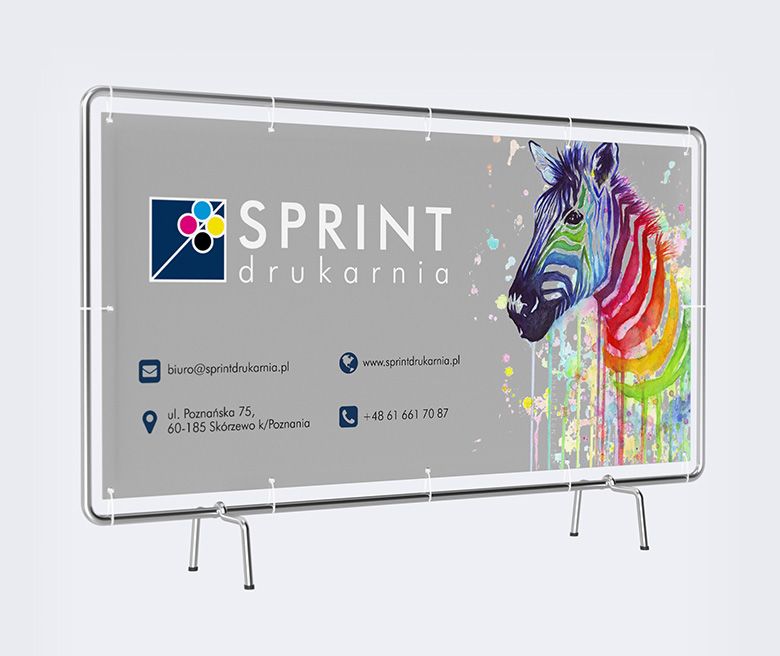 SPRINT
drukarnia
biuro@sprintdrukarnia.pl
www.sprintdrukarnia.pl
ul. Poznańska 75,
60-185 Skórzewo k/Poznania
+48 61 661 70 87